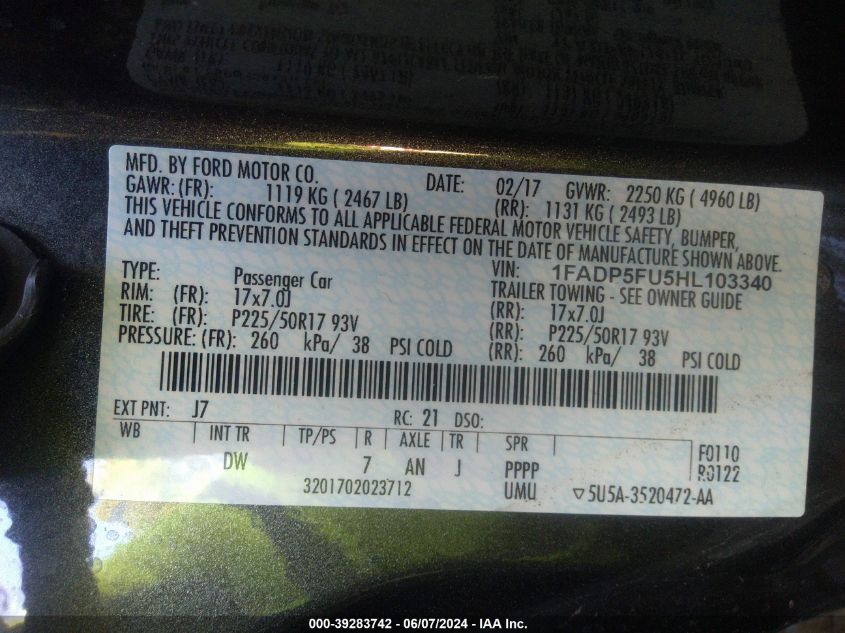 MFD. BY FORD MOTOR CO. DATE: 02/17 GVWR: 2250 KG ( 4960 LB)
GAWR: (FR): 1119 KG ( 2467 LB) (RR): 1131 KG ( 2493 LB)
THIS VEHICLE CONFORMS TO ALL APPLICABLE FEDERAL MOTOR VEHICLE SAFETY, BUMPER,
AND THEFT PREVENTION STANDARDS IN EFFECT ON THE DATE OF MANUFACTURE SHOWN ABOVE.
VIN: 1FADP5FU5HL103340
TYPE: Passenger Car TRAILER TOWING - SEE OWNER GUIDE
RIM: (FR): 17x7.0J (RR): 17x7.0J
TIRE: (FR): P225/50R17 93V (RR): P225/50R17 93V
PRESSURE: (FR): 260 kPa/ 38 PSI COLD (RR): 260 kPa/ 38 PSI COLD
EXT PNT: J7 RC: 21 DSO:
WB INT TR TP/PS R AXLE TR SPR F0110
DW 7 AN J PPPP R0122
3201702023712 UMU ▽5U5A-3520472-AA
000-39283742 - 06/07/2024 - IAA Inc.